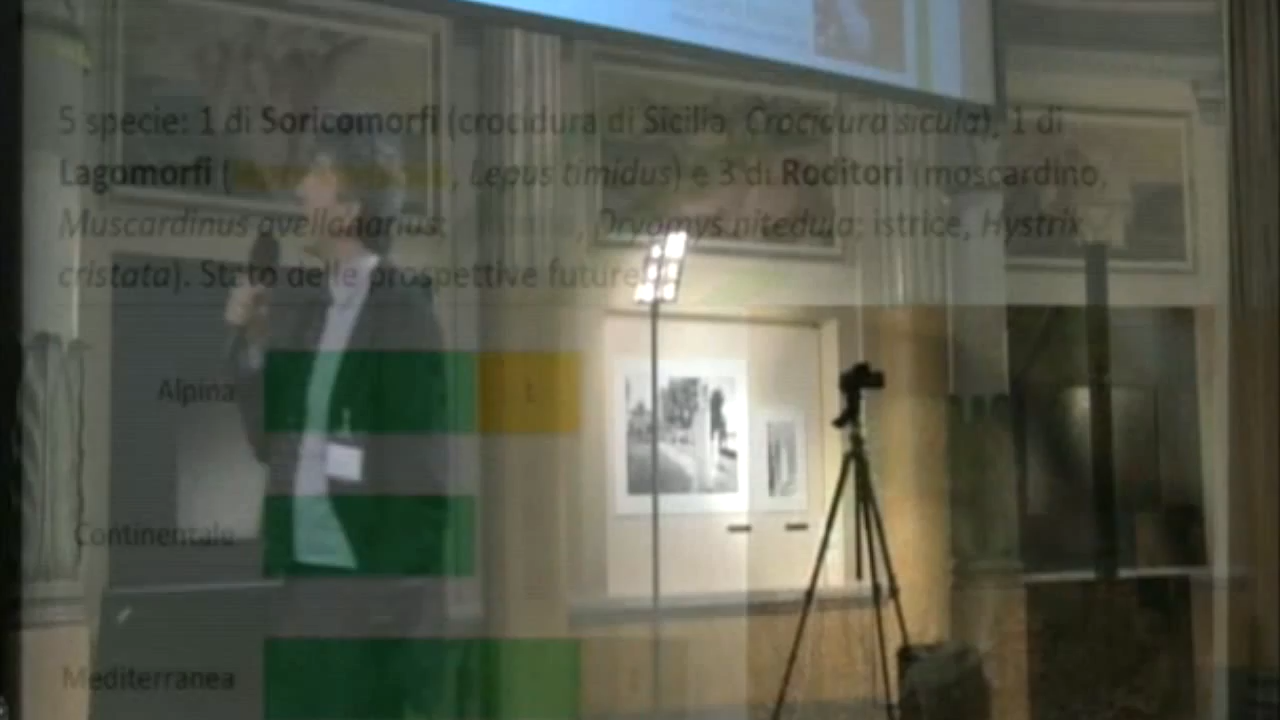 5 specie: 1 di Soricomorfi (crocidura di Sicilia, Crocidura sicula), 1 di
Lagomorfi ( , Lepus timidus) e 3 di Roditori (moscardino,
Muscardinus avellanarius; , Dryomys nitedula; istrice, Hystrix
cristata). Stato delle prospettive future
Alpina
1
Continentale
Mediterranea